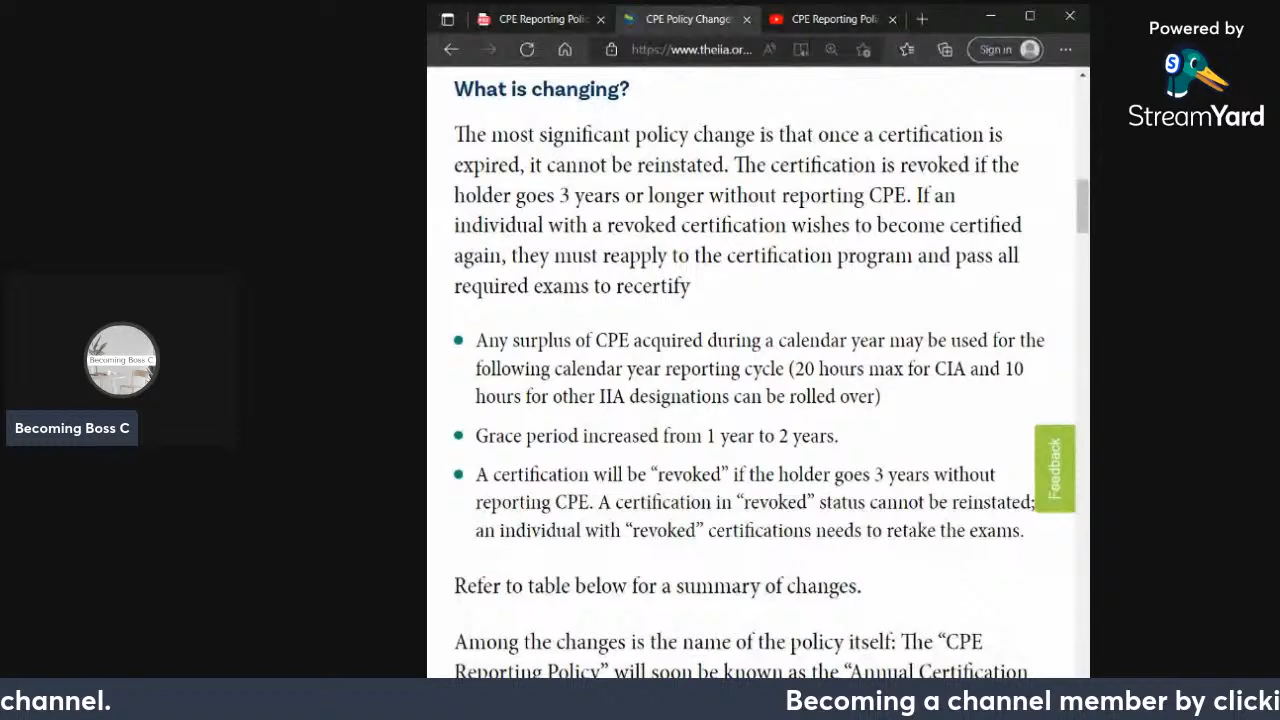 CPE Reporting Poli
CPE Policy Change
CPE Reporting Poli
https://www.theiia.or...
Sign in
Powered by
StreamYard
What is changing?
The most significant policy change is that once a certification is
expired, it cannot be reinstated. The certification is revoked if the
holder goes 3 years or longer without reporting CPE. If an
individual with a revoked certification wishes to become certified
again, they must reapply to the certification program and pass all
required exams to recertify
Any surplus of CPE acquired during a calendar year may be used for the
following calendar year reporting cycle (20 hours max for CIA and 10
hours for other IIA designations can be rolled over)
Grace period increased from 1 year to 2 years.
A certification will be “revoked” if the holder goes 3 years without
reporting CPE. A certification in “revoked” status cannot be reinstated;
an individual with “revoked” certifications needs to retake the exams.
Feedback
Refer to table below for a summary of changes.
Among the changes is the name of the policy itself: The “CPE
Reporting Policy” will soon be known as the “Annual Certification
Becoming Boss C
Becoming Boss C
channel.
Becoming a channel member by clicki